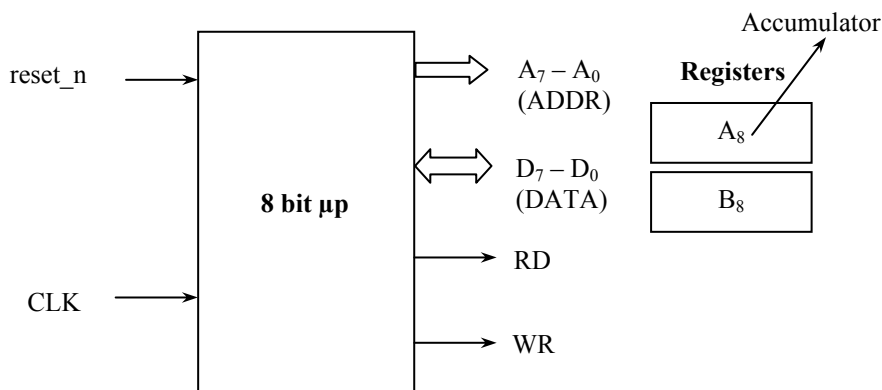 Accumulator
reset_n
A₇ – A₀
(ADDR)
Registers
A₈
8 bit µp
D₇ – D₀
(DATA)
B₈
RD
CLK
WR